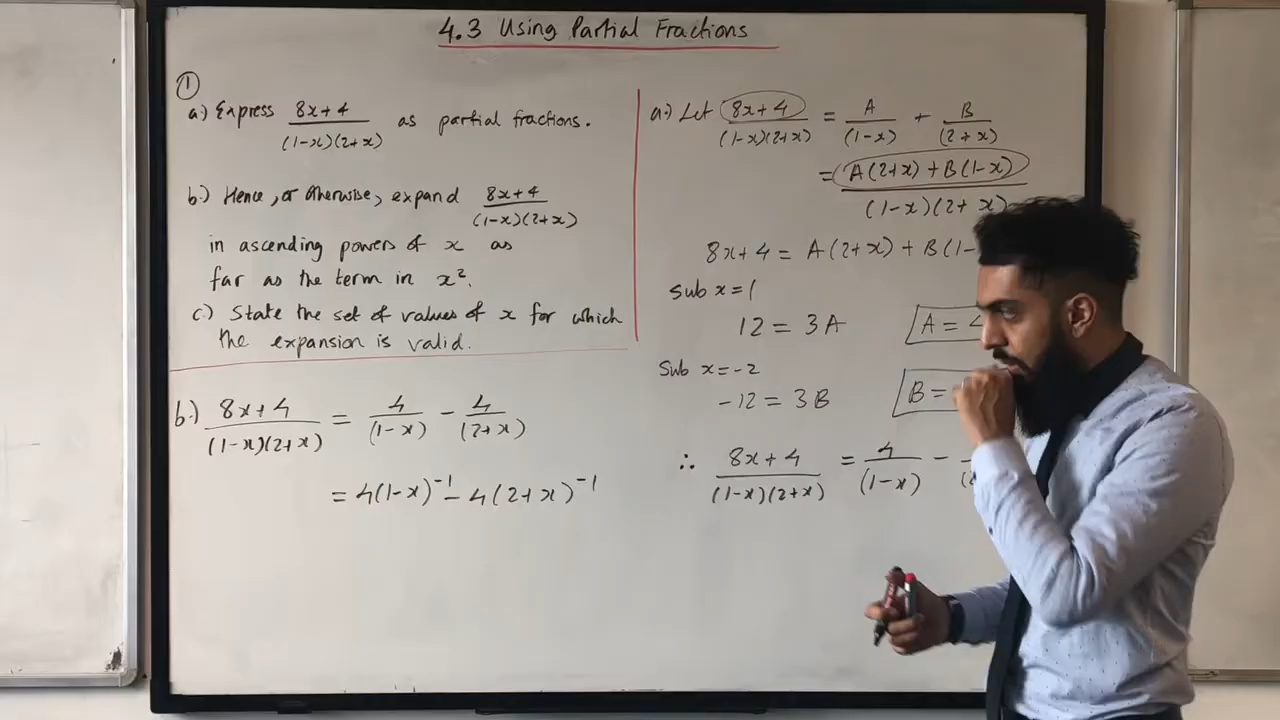 4.3 Using Partial Fractions
①
a.) Express (8x+4)/((1-x)(2+x)) as partial fractions.
b.) Hence, or otherwise, expand (8x+4)/((1-x)(2+x))
in ascending powers of x as
far as the term in x².
c.) State the set of values of x for which
the expansion is valid.
a.) Let (8x+4)/((1-x)(2+x)) = A/(1-x) + B/(2+x)
= (A(2+x) + B(1-x))/((1-x)(2+x))
8x+4 = A(2+x) + B(1-
Sub x=1
12 = 3A
A =
Sub x=-2
-12 = 3B
B =
∴ (8x+4)/((1-x)(2+x)) = 4/(1-x) -
b.) (8x+4)/((1-x)(2+x)) = 4/(1-x) - 4/(2+x)
= 4(1-x)⁻¹ - 4(2+x)⁻¹